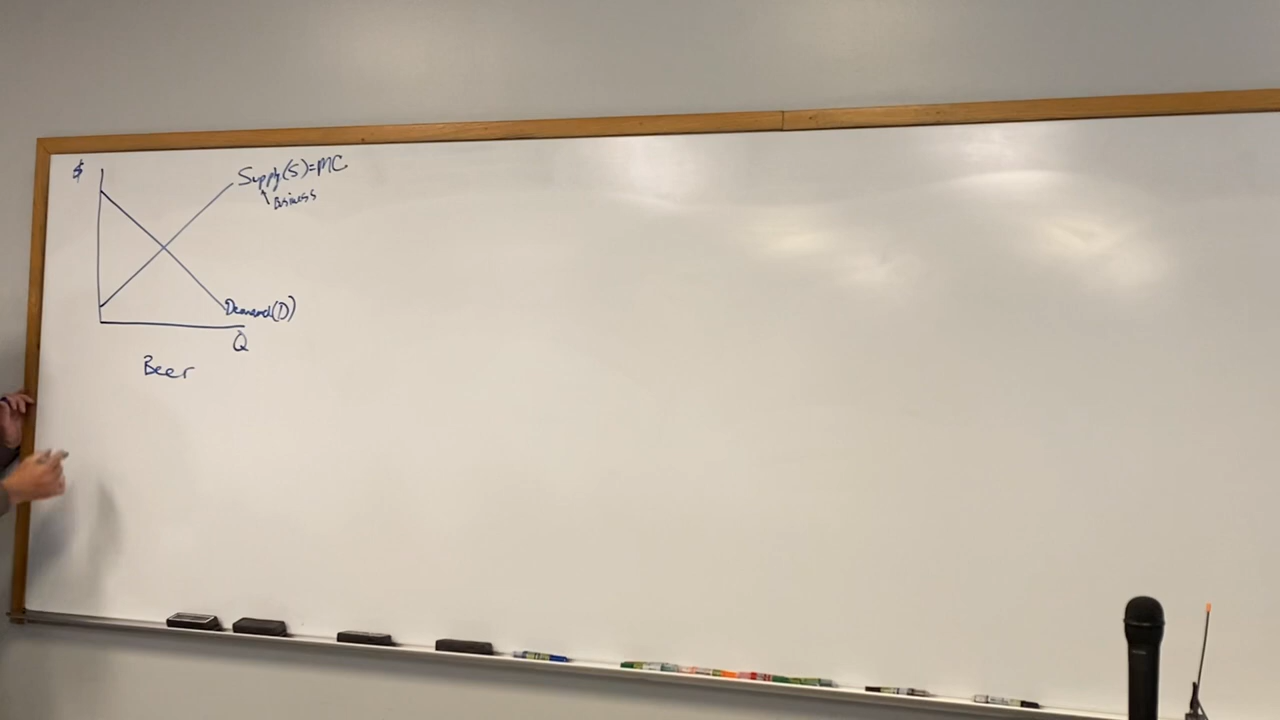 $
Supply(S)=MC
Business
Demand(D)
Q
Beer